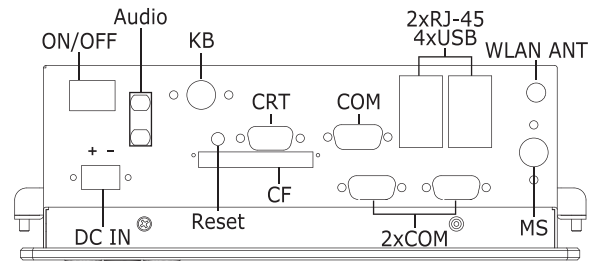 Audio
2xRJ-45
4xUSB
ON/OFF
KB
WLAN ANT
CRT
COM
+ -
CF
Reset
DC IN
2xCOM
MS